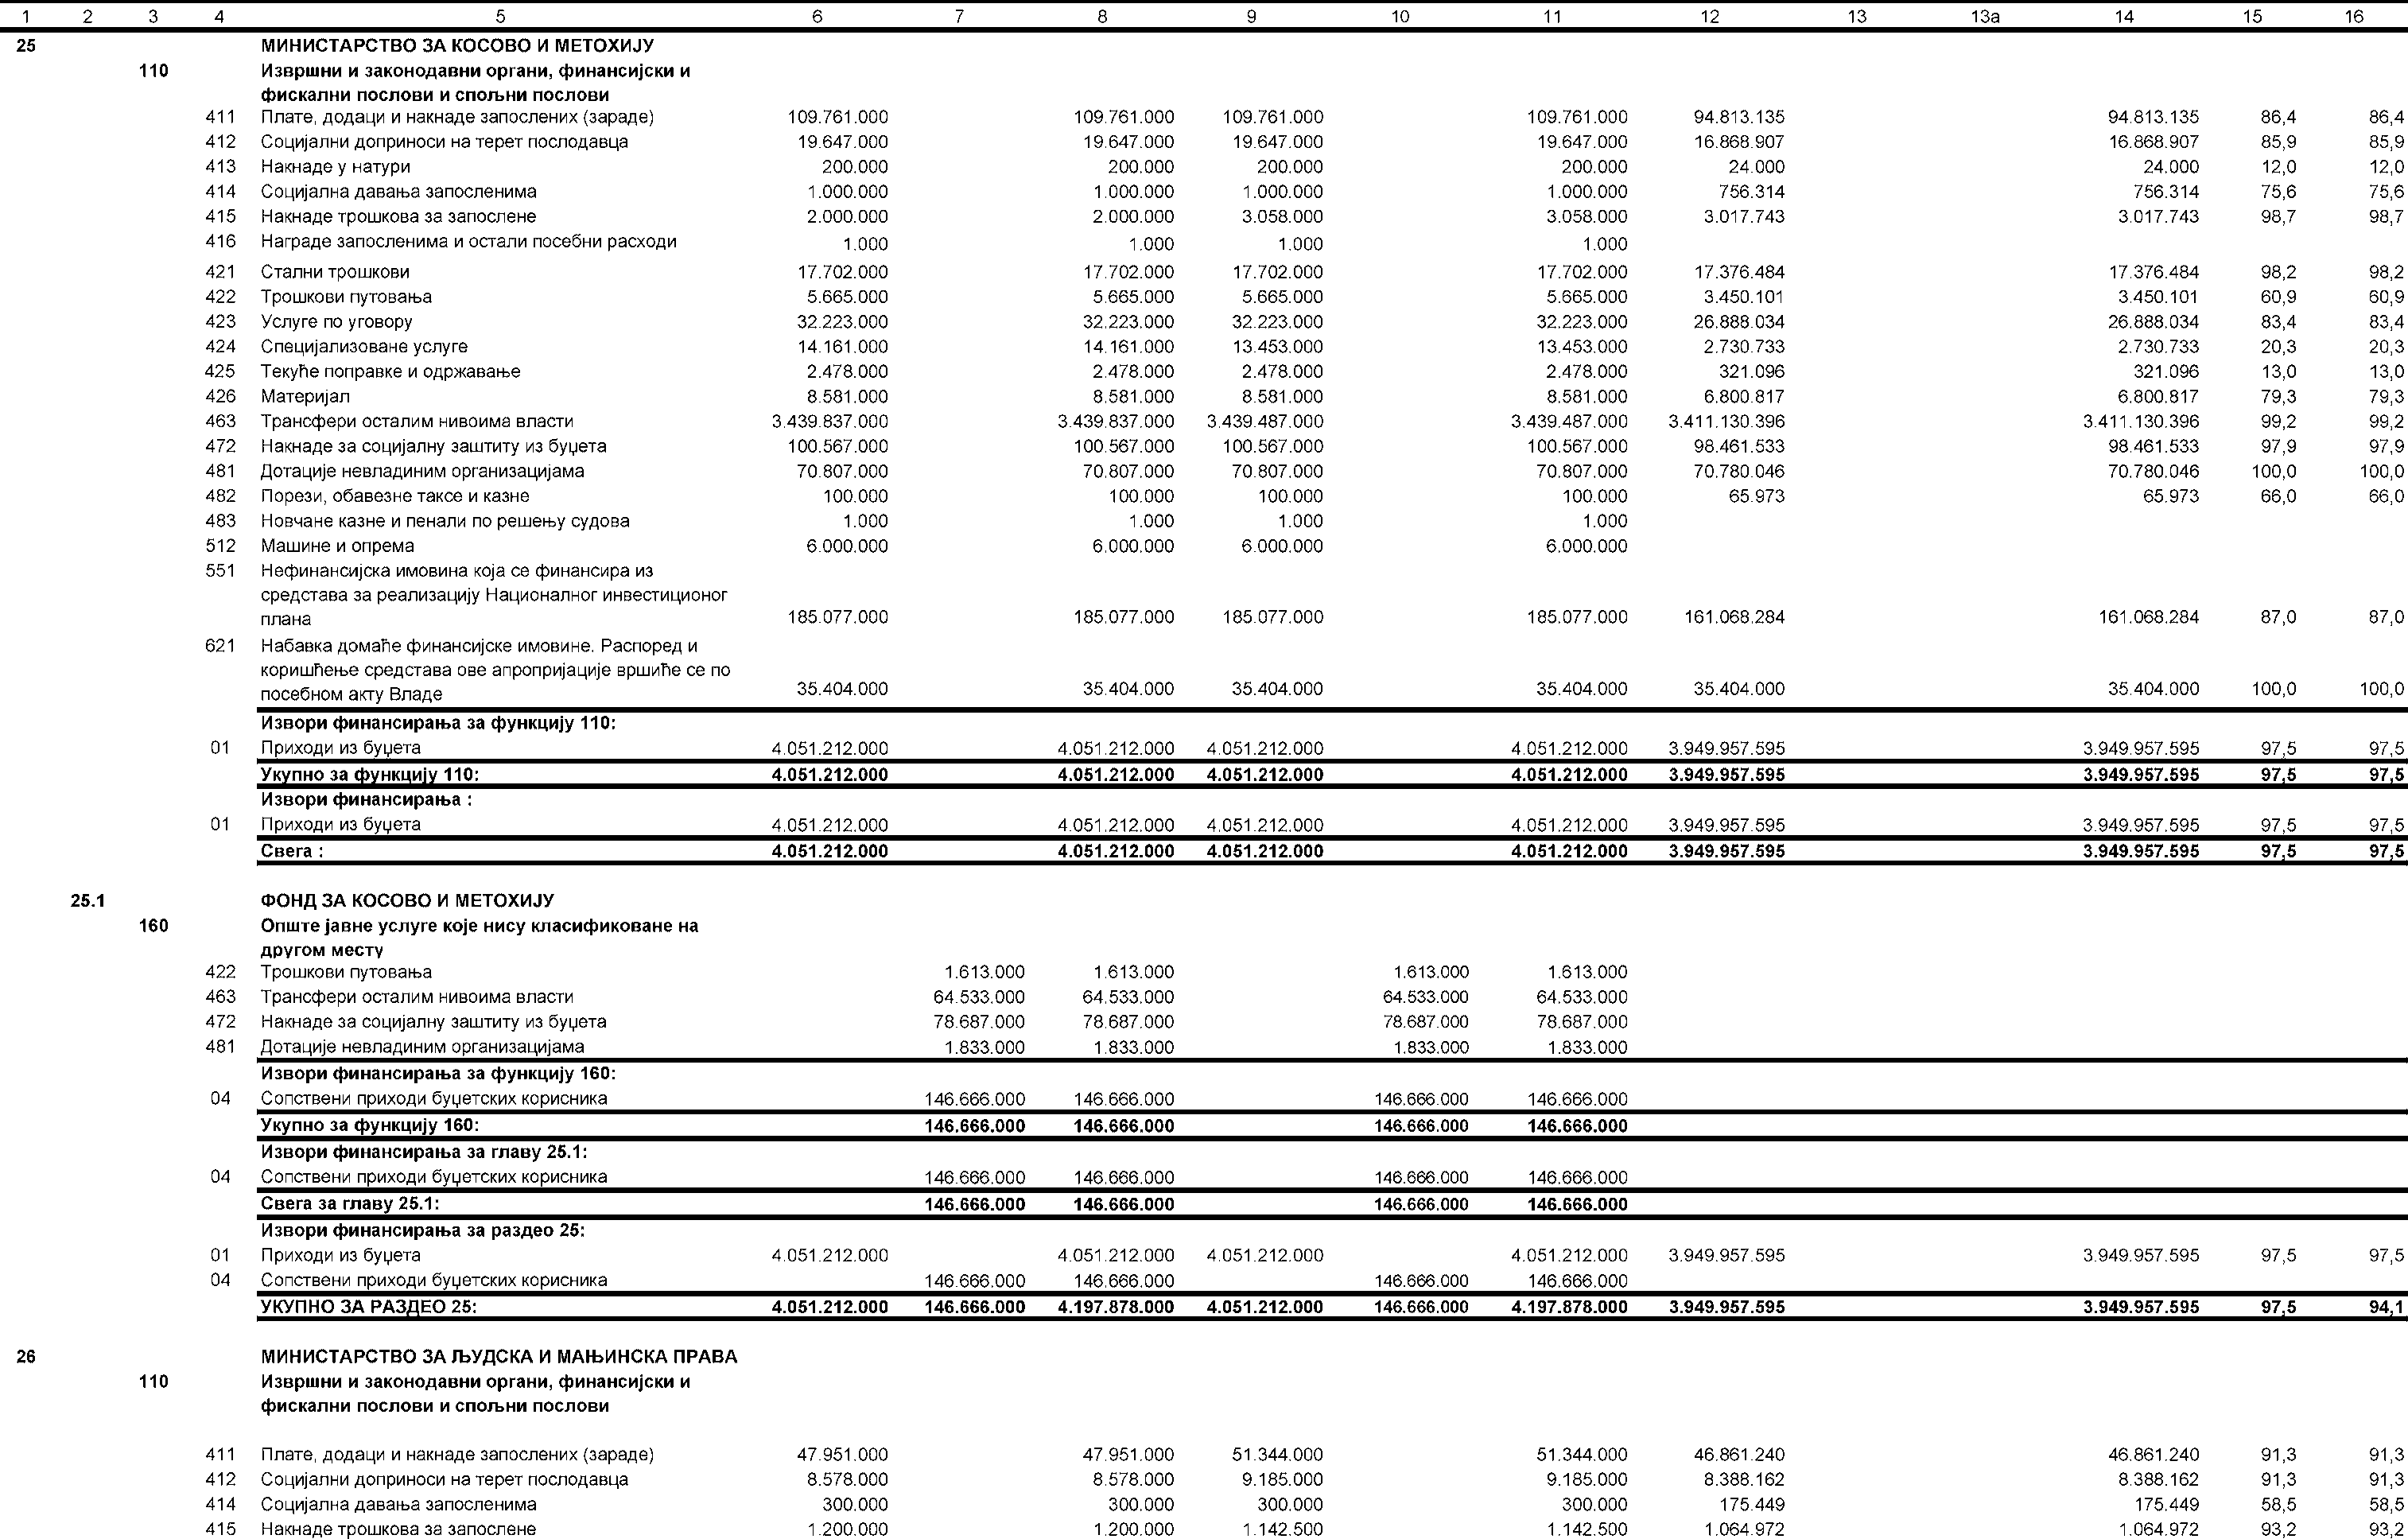 1 2 3 4 5 6 7 8 9 10 11 12 13 13а 14 15 16
25 МИНИСТАРСТВО ЗА КОСОВО И МЕТОХИЈУ
110 Извршни и законодавни органи, финансијски и
фискални послови и спољни послови
411 Плате, додаци и накнаде запослених (зараде) 109.761.000 109.761.000 109.761.000 109.761.000 94.813.135 94.813.135 86,4 86,4
412 Социјални доприноси на терет послодавца 19.647.000 19.647.000 19.647.000 19.647.000 16.868.907 16.868.907 85,9 85,9
413 Накнаде у натури 200.000 200.000 200.000 200.000 24.000 24.000 12,0 12,0
414 Социјална давања запосленима 1.000.000 1.000.000 1.000.000 1.000.000 756.314 756.314 75,6 75,6
415 Накнаде трошкова за запослене 2.000.000 2.000.000 3.058.000 3.058.000 3.017.743 3.017.743 98,7 98,7
416 Награде запосленима и остали посебни расходи 1.000 1.000 1.000 1.000
421 Стални трошкови 17.702.000 17.702.000 17.702.000 17.702.000 17.376.484 17.376.484 98,2 98,2
422 Трошкови путовања 5.665.000 5.665.000 5.665.000 5.665.000 3.450.101 3.450.101 60,9 60,9
423 Услуге по уговору 32.223.000 32.223.000 32.223.000 32.223.000 26.888.034 26.888.034 83,4 83,4
424 Специјализоване услуге 14.161.000 14.161.000 13.453.000 13.453.000 2.730.733 2.730.733 20,3 20,3
425 Текуће поправке и одржавање 2.478.000 2.478.000 2.478.000 2.478.000 321.096 321.096 13,0 13,0
426 Материјал 8.581.000 8.581.000 8.581.000 8.581.000 6.800.817 6.800.817 79,3 79,3
463 Трансфери осталим нивоима власти 3.439.837.000 3.439.837.000 3.439.487.000 3.439.487.000 3.411.130.396 3.411.130.396 99,2 99,2
472 Накнаде за социјалну заштиту из буџета 100.567.000 100.567.000 100.567.000 100.567.000 98.461.533 98.461.533 97,9 97,9
481 Дотације невладиним организацијама 70.807.000 70.807.000 70.807.000 70.807.000 70.780.046 70.780.046 100,0 100,0
482 Порези, обавезне таксе и казне 100.000 100.000 100.000 100.000 65.973 65.973 66,0 66,0
483 Новчане казне и пенали по решењу судова 1.000 1.000 1.000 1.000
512 Машине и опрема 6.000.000 6.000.000 6.000.000 6.000.000
551 Нефинансијска имовина која се финансира из
средстава за реализацију Националног инвестиционог
плана 185.077.000 185.077.000 185.077.000 185.077.000 161.068.284 161.068.284 87,0 87,0
621 Набавка домаће финансијске имовине. Распоред и
коришћење средстава ове апропријације вршиће се по
посебном акту Владе 35.404.000 35.404.000 35.404.000 35.404.000 35.404.000 35.404.000 100,0 100,0
Извори финансирања за функцију 110:
01 Приходи из буџета 4.051.212.000 4.051.212.000 4.051.212.000 4.051.212.000 3.949.957.595 3.949.957.595 97,5 97,5
Укупно за функцију 110: 4.051.212.000 4.051.212.000 4.051.212.000 4.051.212.000 3.949.957.595 3.949.957.595 97,5 97,5
Извори финансирања :
01 Приходи из буџета 4.051.212.000 4.051.212.000 4.051.212.000 4.051.212.000 3.949.957.595 3.949.957.595 97,5 97,5
Свега : 4.051.212.000 4.051.212.000 4.051.212.000 4.051.212.000 3.949.957.595 3.949.957.595 97,5 97,5
25.1 ФОНД ЗА КОСОВО И МЕТОХИЈУ
160 Опште јавне услуге које нису класификоване на
другом месту
422 Трошкови путовања 1.613.000 1.613.000 1.613.000 1.613.000
463 Трансфери осталим нивоима власти 64.533.000 64.533.000 64.533.000 64.533.000
472 Накнаде за социјалну заштиту из буџета 78.687.000 78.687.000 78.687.000 78.687.000
481 Дотације невладиним организацијама 1.833.000 1.833.000 1.833.000 1.833.000
Извори финансирања за функцију 160:
04 Сопствени приходи буџетских корисника 146.666.000 146.666.000 146.666.000 146.666.000
Укупно за функцију 160: 146.666.000 146.666.000 146.666.000 146.666.000
Извори финансирања за главу 25.1:
04 Сопствени приходи буџетских корисника 146.666.000 146.666.000 146.666.000 146.666.000
Свега за главу 25.1: 146.666.000 146.666.000 146.666.000 146.666.000
Извори финансирања за раздео 25:
01 Приходи из буџета 4.051.212.000 4.051.212.000 4.051.212.000 4.051.212.000 3.949.957.595 3.949.957.595 97,5 97,5
04 Сопствени приходи буџетских корисника 146.666.000 146.666.000 146.666.000 146.666.000
УКУПНО ЗА РАЗДЕО 25: 4.051.212.000 146.666.000 4.197.878.000 4.051.212.000 146.666.000 4.197.878.000 3.949.957.595 3.949.957.595 97,5 94,1
26 МИНИСТАРСТВО ЗА ЉУДСКА И МАЊИНСКА ПРАВА
110 Извршни и законодавни органи, финансијски и
фискални послови и спољни послови
411 Плате, додаци и накнаде запослених (зараде) 47.951.000 47.951.000 51.344.000 51.344.000 46.861.240 46.861.240 91,3 91,3
412 Социјални доприноси на терет послодавца 8.578.000 8.578.000 9.185.000 9.185.000 8.388.162 8.388.162 91,3 91,3
414 Социјална давања запосленима 300.000 300.000 300.000 300.000 175.449 175.449 58,5 58,5
415 Накнаде трошкова за запослене 1.200.000 1.200.000 1.142.500 1.142.500 1.064.972 1.064.972 93,2 93,2